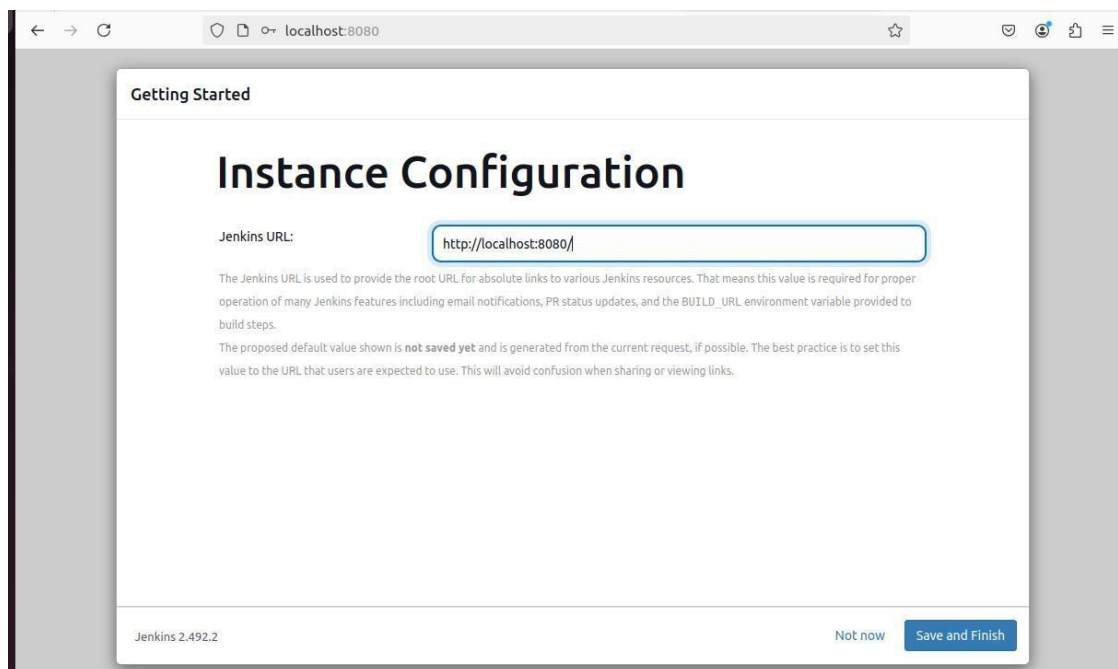 localhost:8080
Getting Started
Instance Configuration
Jenkins URL:
http://localhost:8080/
The Jenkins URL is used to provide the root URL for absolute links to various Jenkins resources. That means this value is required for proper
operation of many Jenkins features including email notifications, PR status updates, and the BUILD_URL environment variable provided to
build steps.
The proposed default value shown is not saved yet and is generated from the current request, if possible. The best practice is to set this
value to the URL that users are expected to use. This will avoid confusion when sharing or viewing links.
Jenkins 2.492.2
Not now
Save and Finish